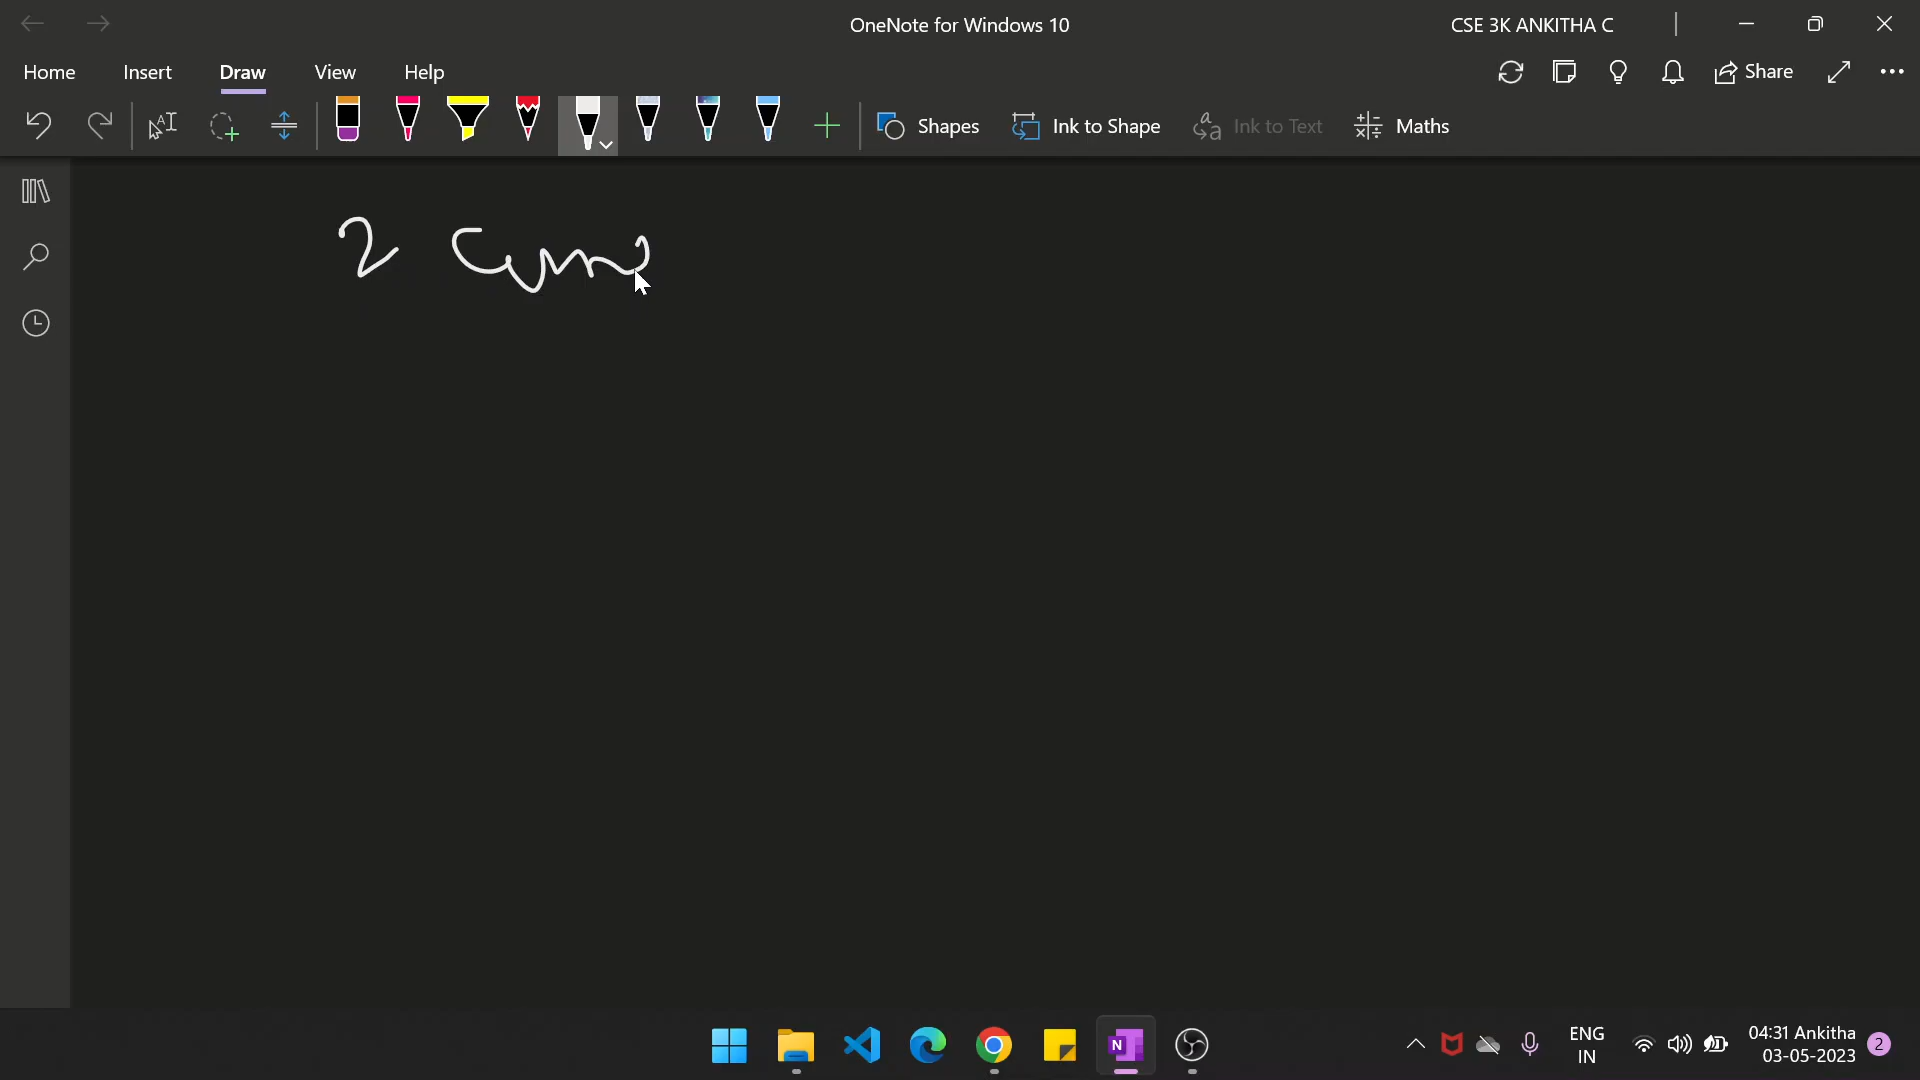 OneNote for Windows 10
CSE 3K ANKITHA C
Home Insert Draw View Help
Share
Shapes Ink to Shape Ink to Text Maths
2
ENG
IN
04:31 Ankitha
03-05-2023
2